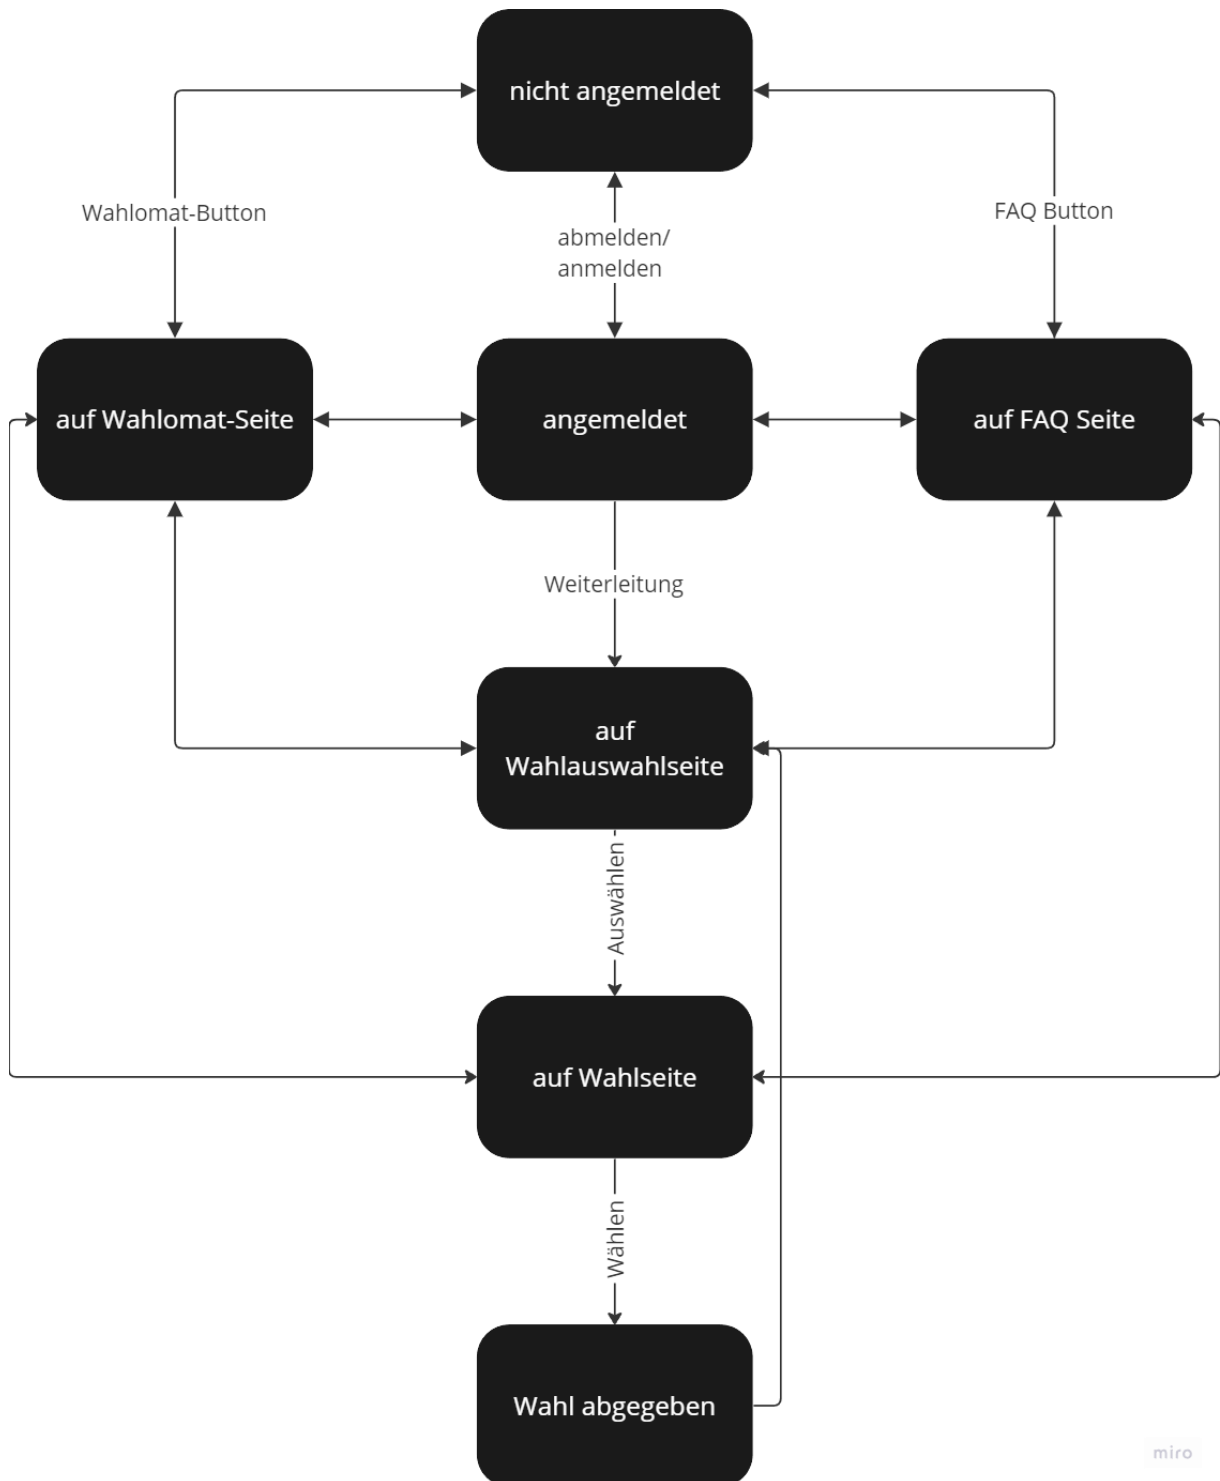 nicht angemeldet
Wahlomat-Button
abmelden/
anmelden
FAQ Button
auf Wahlomat-Seite
angemeldet
auf FAQ Seite
Weiterleitung
auf
Wahlauswahlseite
Auswählen
auf Wahlseite
Wählen
Wahl abgegeben
miro